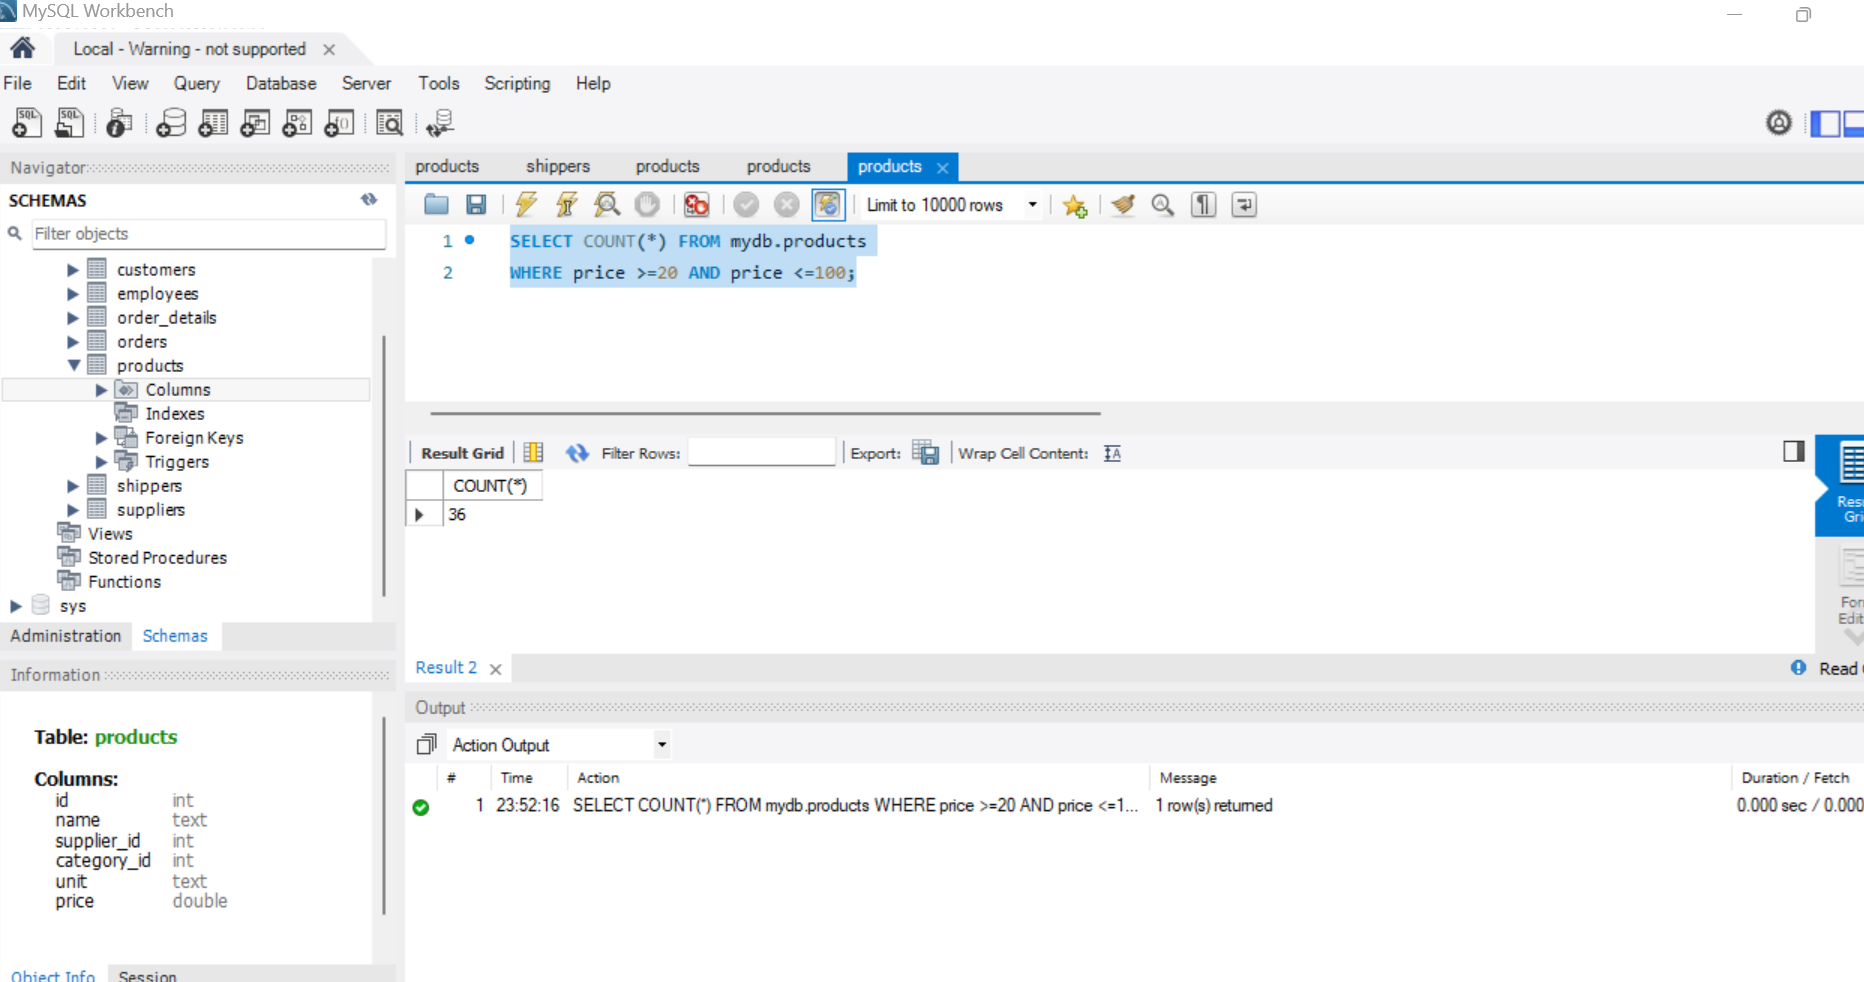 MySQL Workbench
Local - Warning - not supported
File Edit View Query Database Server Tools Scripting Help
Navigator
SCHEMAS
Filter objects
customers
employees
order_details
orders
products
Columns
Indexes
Foreign Keys
Triggers
shippers
suppliers
Views
Stored Procedures
Functions
sys
Administration Schemas
Information
Table: products
Columns:
id int
name text
supplier_id int
category_id int
unit text
price double
Object Info Session
products shippers products products products
Limit to 10000 rows
1 SELECT COUNT(*) FROM mydb.products
2 WHERE price >=20 AND price <=100;
Result Grid Filter Rows: Export: Wrap Cell Content:
COUNT(*)
36
Result 2
Read
Output
Action Output
# Time Action Message Duration / Fetch
1 23:52:16 SELECT COUNT(*) FROM mydb.products WHERE price >=20 AND price <=1... 1 row(s) returned 0.000 sec / 0.000